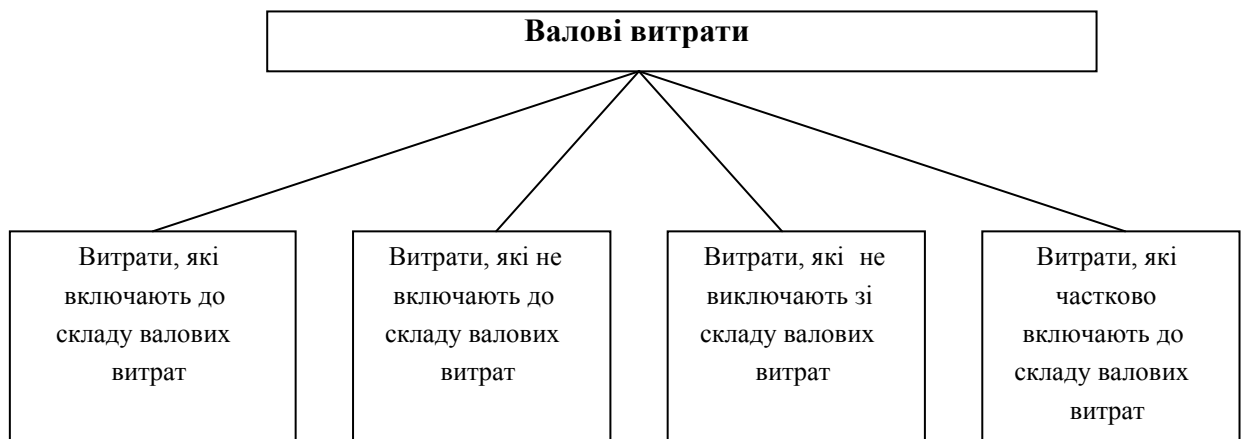 Валові витрати
Витрати, які
включають до
складу валових
витрат
Витрати, які не
включають до
складу валових
витрат
Витрати, які не
виключають зі
складу валових
витрат
Витрати, які
частково
включають до
складу валових
витрат